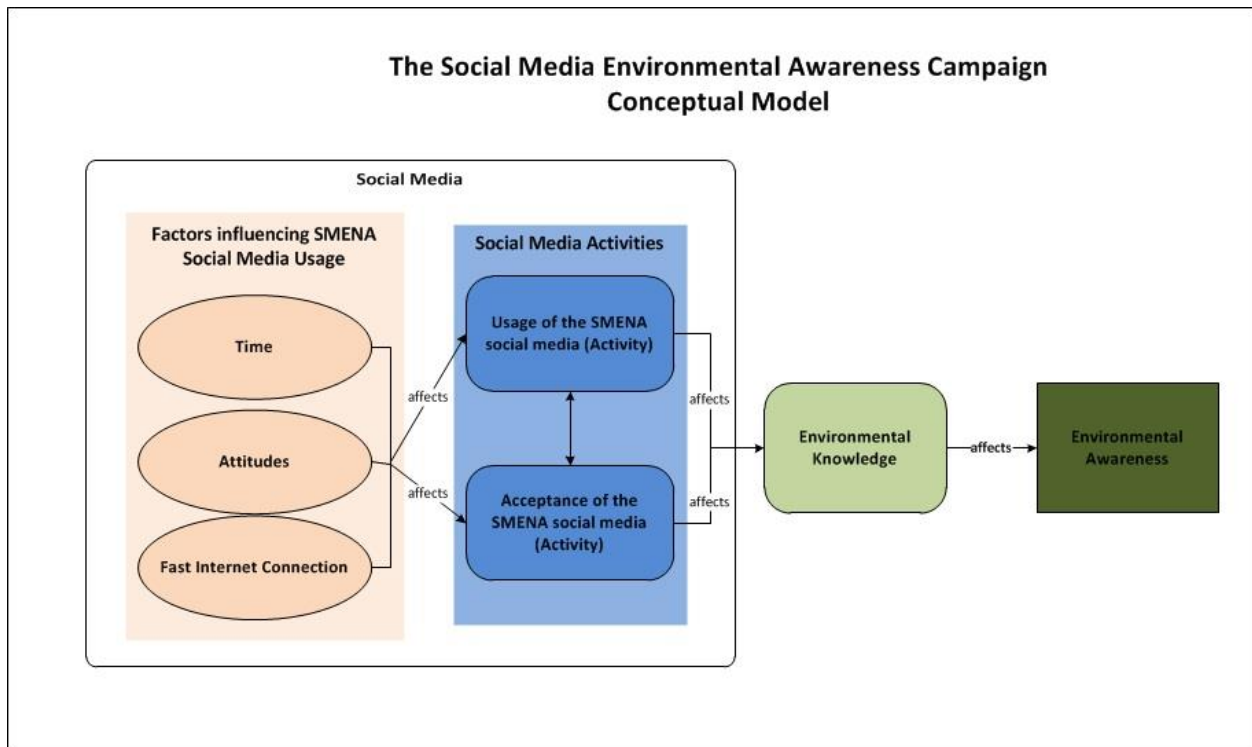 The Social Media Environmental Awareness Campaign
Conceptual Model
Social Media
Factors influencing SMENA
Social Media Usage
Time
Attitudes
Fast Internet Connection
affects
affects
Social Media Activities
Usage of the SMENA
social media (Activity)
Acceptance of the
SMENA social media
(Activity)
affects
affects
Environmental
Knowledge
affects
Environmental
Awareness